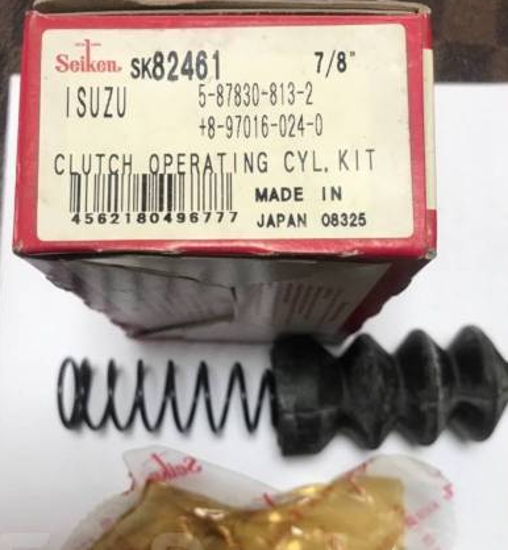 Seiken SK82461 7/8"
ISUZU 5-87830-813-2
+8-97016-024-0
CLUTCH OPERATING CYL. KIT
MADE IN
4562180496777 JAPAN 08325
Seiken